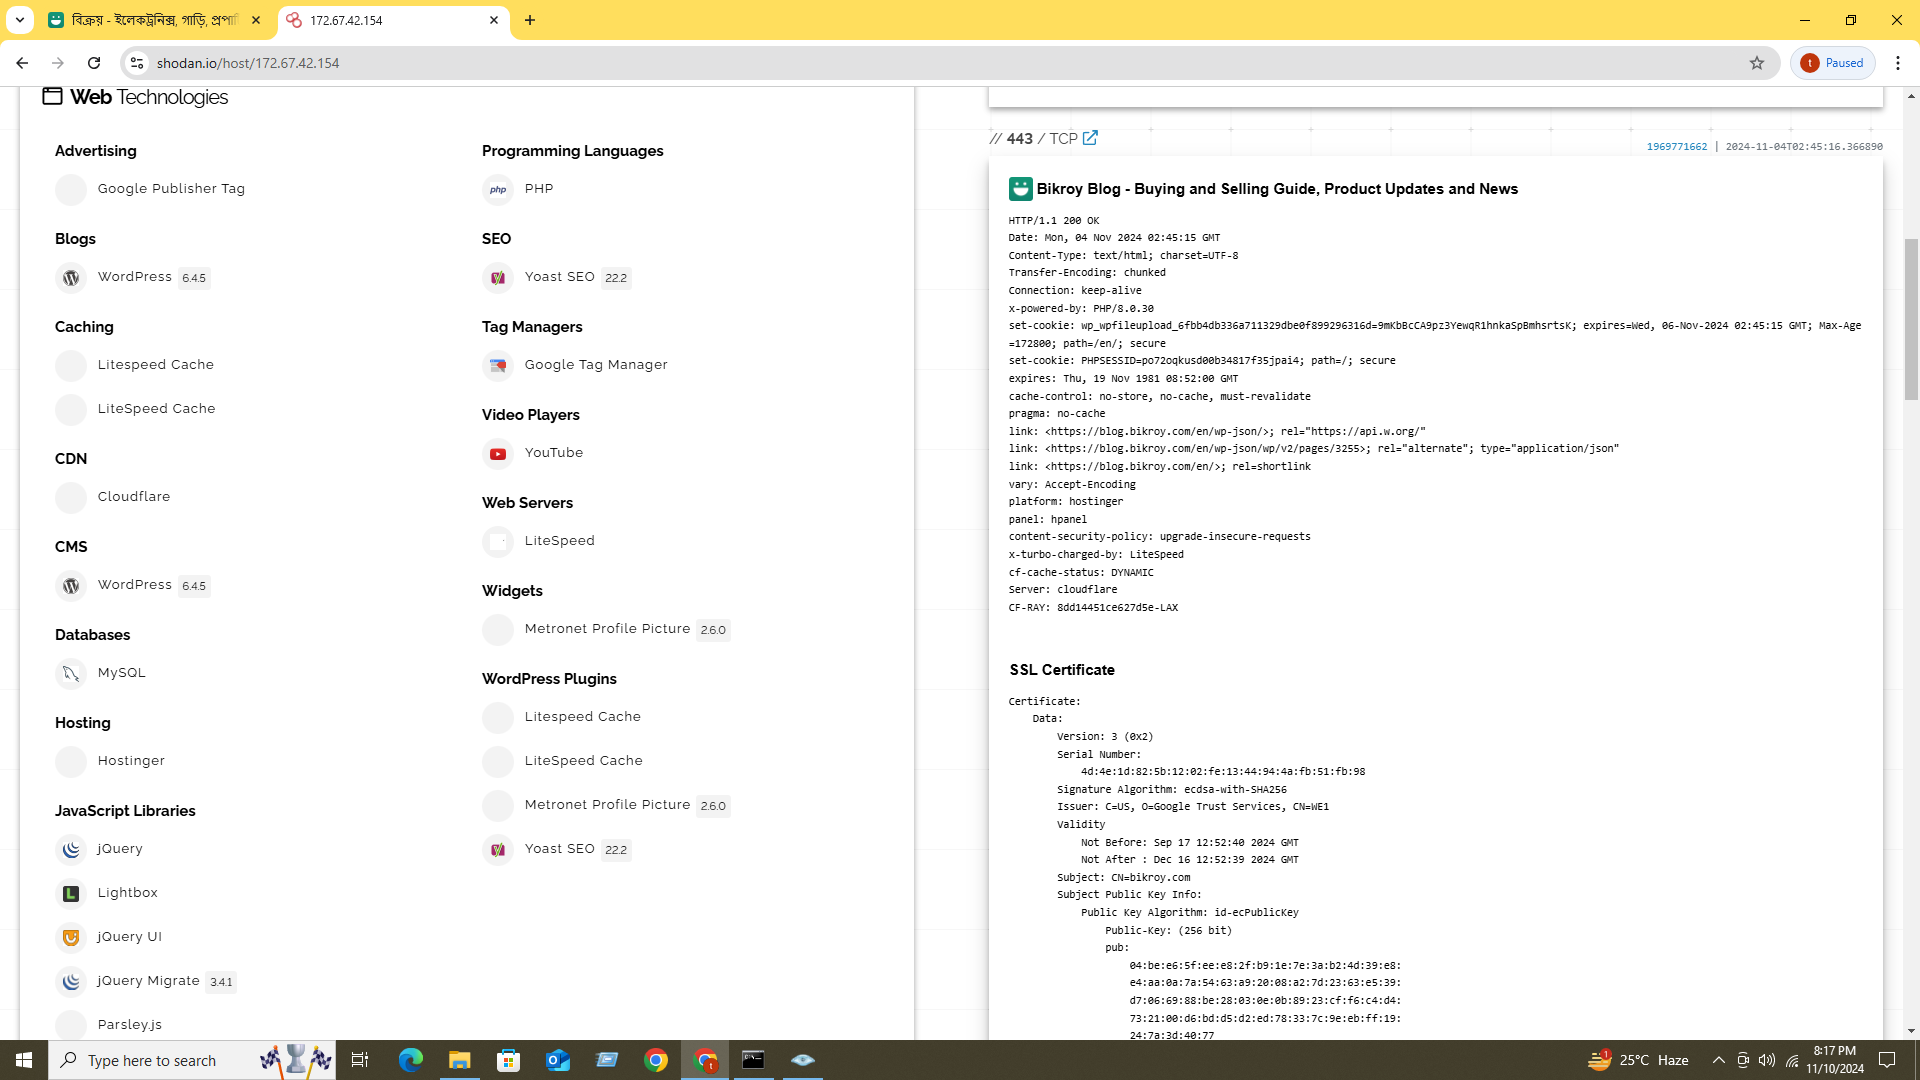 বিক্রয় - ইলেকট্রনিক্স, গাড়ি, প্রপা
172.67.42.154
shodan.io/host/172.67.42.154
t
Paused
Web Technologies
Advertising
Google Publisher Tag
Blogs
WordPress 6.4.5
Caching
Litespeed Cache
LiteSpeed Cache
CDN
Cloudflare
CMS
WordPress 6.4.5
Databases
MySQL
Hosting
Hostinger
JavaScript Libraries
jQuery
Lightbox
jQuery UI
jQuery Migrate 3.4.1
Parsley.js
Programming Languages
php PHP
SEO
Yoast SEO 22.2
Tag Managers
Google Tag Manager
Video Players
YouTube
Web Servers
LiteSpeed
Widgets
Metronet Profile Picture 2.6.0
WordPress Plugins
Litespeed Cache
LiteSpeed Cache
Metronet Profile Picture 2.6.0
Yoast SEO 22.2
// 443 / TCP
1969771662 | 2024-11-04T02:45:16.366890
Bikroy Blog - Buying and Selling Guide, Product Updates and News
HTTP/1.1 200 OK
Date: Mon, 04 Nov 2024 02:45:15 GMT
Content-Type: text/html; charset=UTF-8
Transfer-Encoding: chunked
Connection: keep-alive
x-powered-by: PHP/8.0.30
set-cookie: wp_wpfileupload_6fbb4db336a711329dbe0f899296316d=9mKbBcCA9pz3YewqR1hnkaSpBmhsrtsK; expires=Wed, 06-Nov-2024 02:45:15 GMT; Max-Age
=172800; path=/en/; secure
set-cookie: PHPSESSID=po72oqkusd00b34817f35jpai4; path=/; secure
expires: Thu, 19 Nov 1981 08:52:00 GMT
cache-control: no-store, no-cache, must-revalidate
pragma: no-cache
link: <https://blog.bikroy.com/en/wp-json/>; rel="https://api.w.org/"
link: <https://blog.bikroy.com/en/wp-json/wp/v2/pages/3255>; rel="alternate"; type="application/json"
link: <https://blog.bikroy.com/en/>; rel=shortlink
vary: Accept-Encoding
platform: hostinger
panel: hpanel
content-security-policy: upgrade-insecure-requests
x-turbo-charged-by: LiteSpeed
cf-cache-status: DYNAMIC
Server: cloudflare
CF-RAY: 8dd14451ce627d5e-LAX
SSL Certificate
Certificate:
Data:
Version: 3 (0x2)
Serial Number:
4d:4e:1d:82:5b:12:02:fe:13:44:94:4a:fb:51:fb:98
Signature Algorithm: ecdsa-with-SHA256
Issuer: C=US, O=Google Trust Services, CN=WE1
Validity
Not Before: Sep 17 12:52:40 2024 GMT
Not After : Dec 16 12:52:39 2024 GMT
Subject: CN=bikroy.com
Subject Public Key Info:
Public Key Algorithm: id-ecPublicKey
Public-Key: (256 bit)
pub:
04:be:e6:5f:ee:e8:2f:b9:1e:7e:3a:b2:4d:39:e8:
e4:aa:0a:7a:54:63:a9:20:08:a2:7d:23:63:e5:39:
d7:06:69:88:be:28:03:0e:0b:89:23:cf:f6:c4:d4:
73:21:00:d6:bd:d5:d2:ed:78:33:7c:9e:eb:ff:19:
24:7a:3d:40:77
Type here to search
1
25°C Haze
8:17 PM
11/10/2024